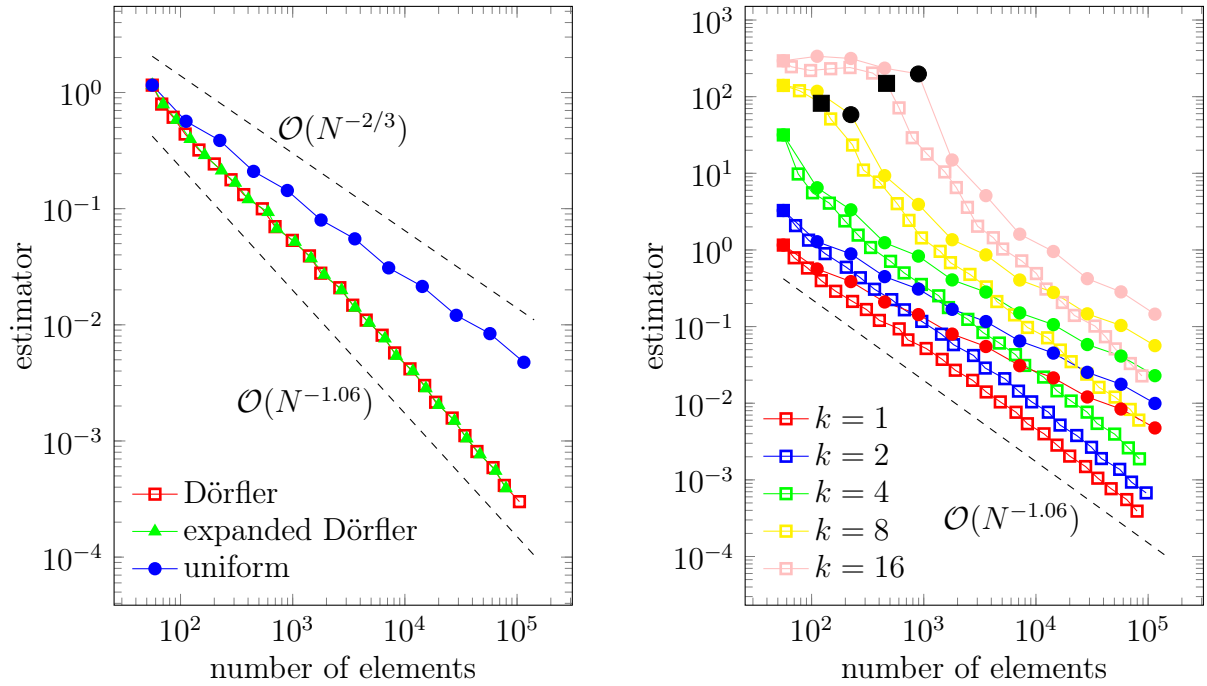 10^0
10^{-1}
10^{-2}
10^{-3}
10^{-4}
estimator
\mathcal{O}(N^{-2/3})
\mathcal{O}(N^{-1.06})
Dörfler
expanded Dörfler
uniform
10^2
10^3
10^4
10^5
number of elements
10^3
10^2
10^1
10^0
10^{-1}
10^{-2}
10^{-3}
10^{-4}
estimator
k = 1
k = 2
k = 4
k = 8
k = 16
\mathcal{O}(N^{-1.06})
10^2
10^3
10^4
10^5
number of elements